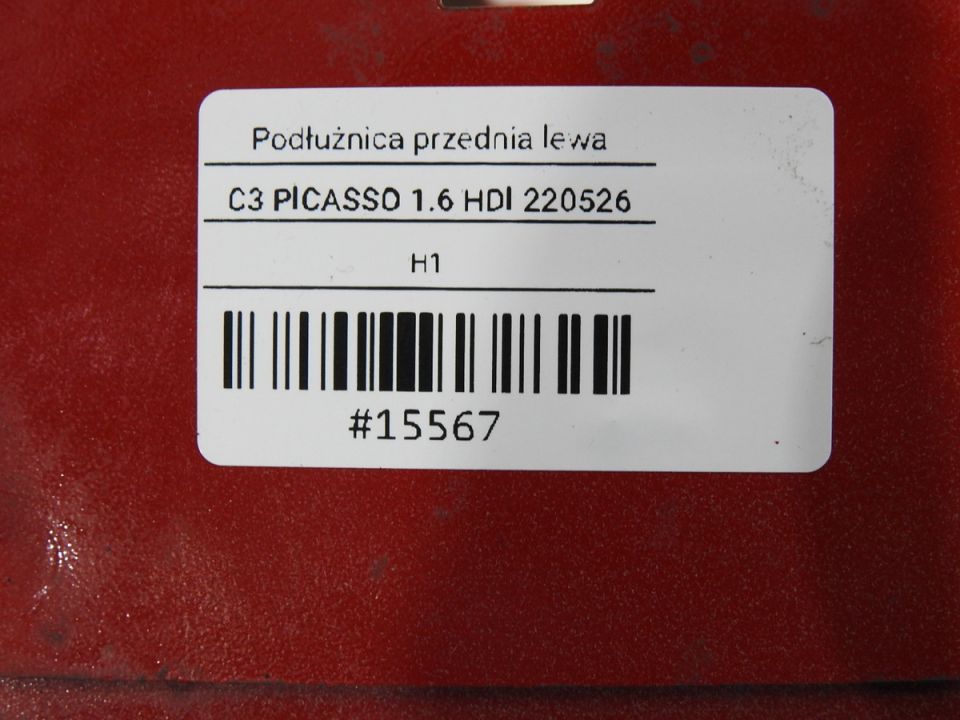 Podłużnica przednia lewa
C3 PICASSO 1.6 HDI 220526
H1
#15567